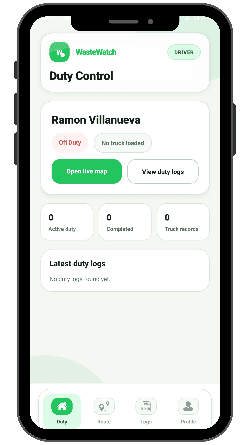 WasteWatch
DRIVER
Duty Control
Ramon Villanueva
Off Duty
No truck loaded
Open live map
View duty logs
0
Active duty
0
Completed
0
Truck records
Latest duty logs
No duty logs found yet.
Duty
Route
Logs
Profile